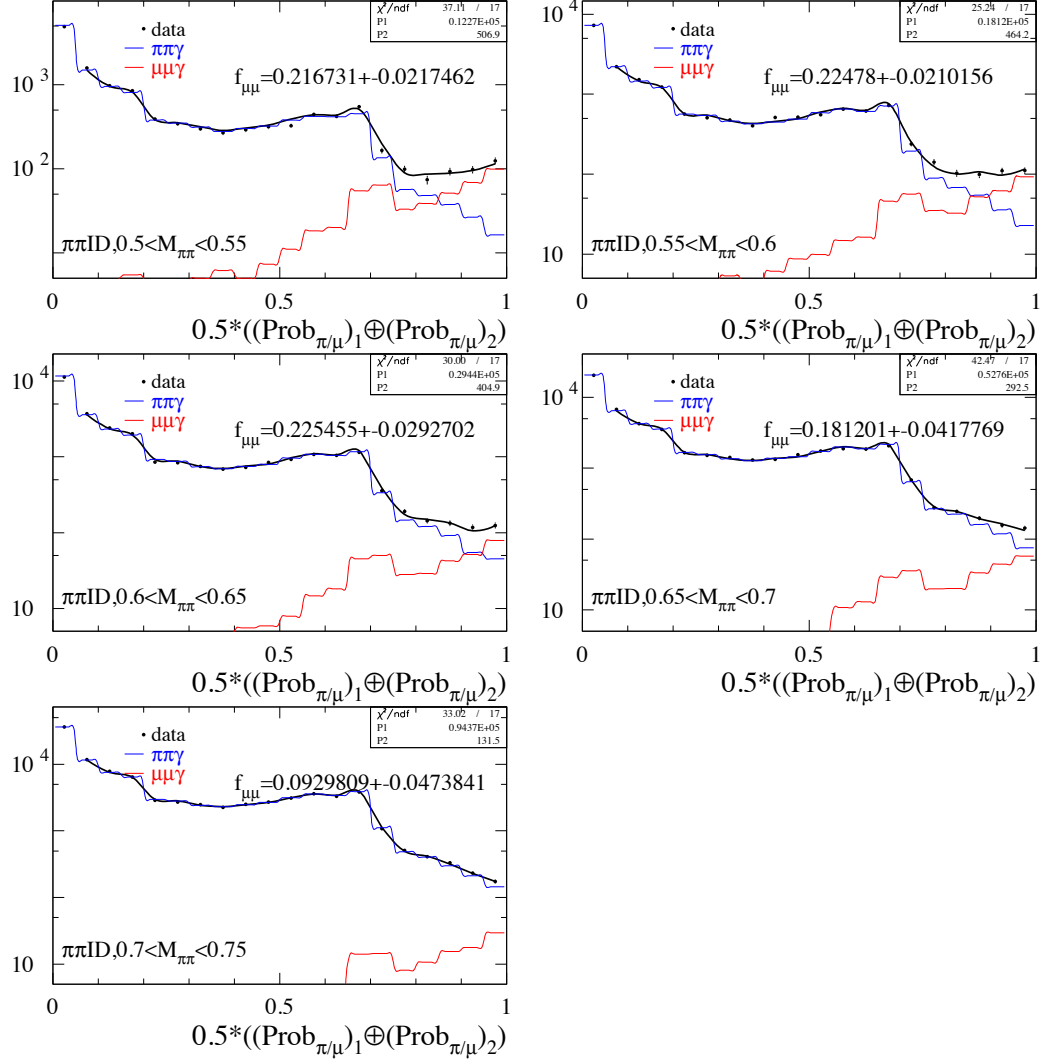 χ²/ndf 37.11 / 17
P1 0.1227E+05
P2 506.9
data
ππγ
μμγ
f_μμ=0.216731+-0.0217462
ππID,0.5<M_ππ<0.55
10^3
10^2
0 0.5 1
0.5*((Prob_π/μ)_1⊕(Prob_π/μ)_2)
χ²/ndf 25.24 / 17
P1 0.1812E+05
P2 464.2
data
ππγ
μμγ
f_μμ=0.22478+-0.0210156
ππID,0.55<M_ππ<0.6
10^4
10
0 0.5 1
0.5*((Prob_π/μ)_1⊕(Prob_π/μ)_2)
χ²/ndf 30.00 / 17
P1 0.2944E+05
P2 404.9
data
ππγ
μμγ
f_μμ=0.225455+-0.0292702
ππID,0.6<M_ππ<0.65
10^4
10
0 0.5 1
0.5*((Prob_π/μ)_1⊕(Prob_π/μ)_2)
χ²/ndf 42.47 / 17
P1 0.5276E+05
P2 292.5
data
ππγ
μμγ
f_μμ=0.181201+-0.0417769
ππID,0.65<M_ππ<0.7
10^4
10
0 0.5 1
0.5*((Prob_π/μ)_1⊕(Prob_π/μ)_2)
χ²/ndf 33.02 / 17
P1 0.9437E+05
P2 131.5
data
ππγ
μμγ
f_μμ=0.0929809+-0.0473841
ππID,0.7<M_ππ<0.75
10^4
10
0 0.5 1
0.5*((Prob_π/μ)_1⊕(Prob_π/μ)_2)